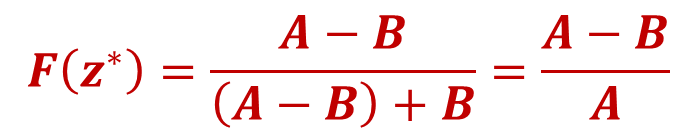 F(z*) = (A − B) / ((A − B) + B) = (A − B) / A